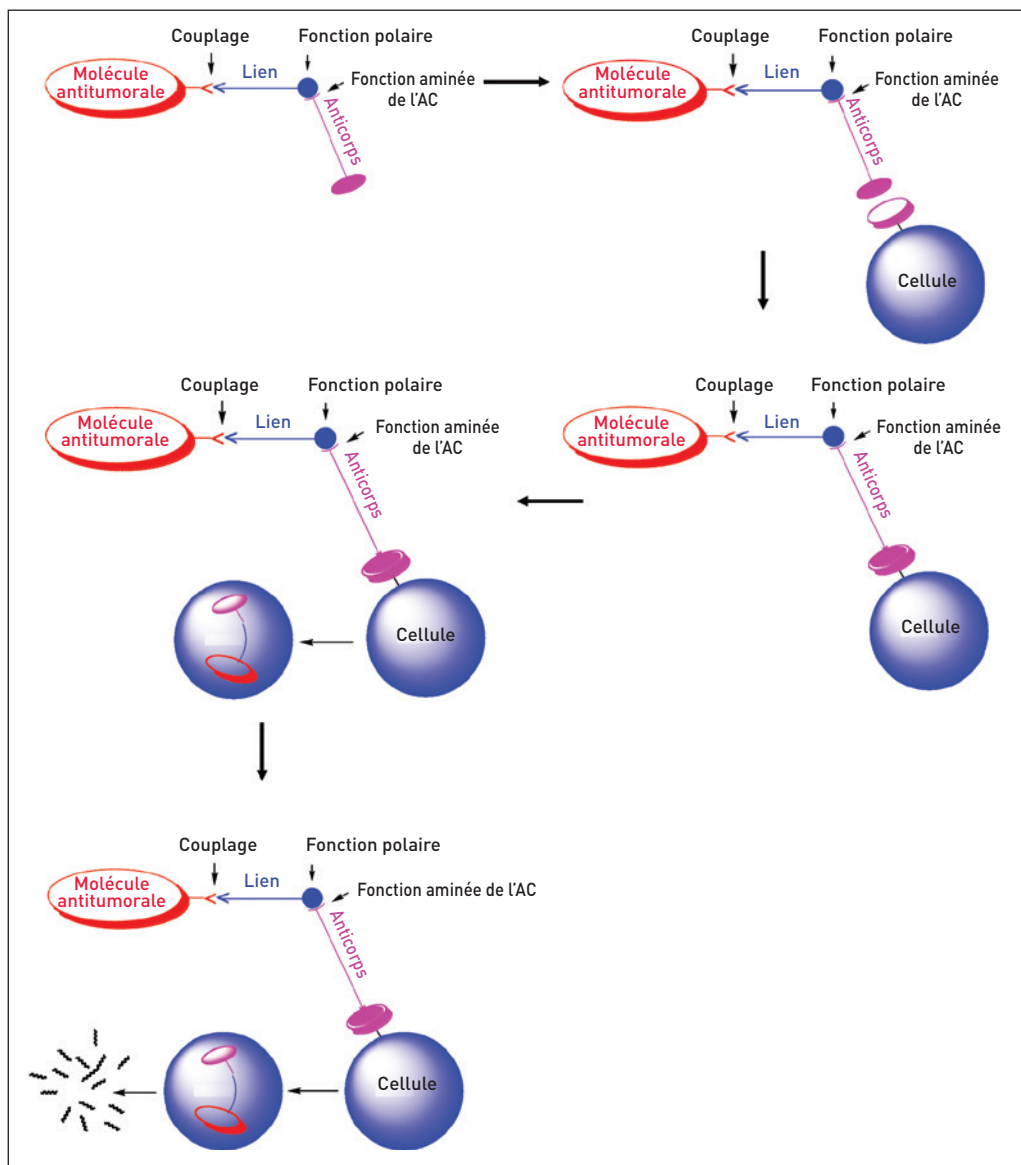 Couplage
Fonction polaire
Molécule
antitumorale
Lien
Fonction aminée
de l'AC
Anticorps
Couplage
Fonction polaire
Molécule
antitumorale
Lien
Fonction aminée
de l'AC
Anticorps
Cellule
Couplage
Fonction polaire
Molécule
antitumorale
Lien
Fonction aminée
de l'AC
Anticorps
Cellule
Couplage
Fonction polaire
Molécule
antitumorale
Lien
Fonction aminée
de l'AC
Anticorps
Cellule
Couplage
Fonction polaire
Molécule
antitumorale
Lien
Fonction aminée de l'AC
Anticorps
Cellule